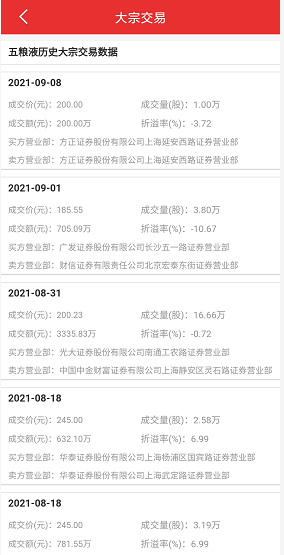 大宗交易
五粮液历史大宗交易数据
2021-09-08
成交价(元)：200.00 成交量(股)：1.00万
成交额(元)：200.00万 折溢率(%)：-3.72
买方营业部：方正证券股份有限公司上海延安西路证券营业部
卖方营业部：方正证券股份有限公司上海延安西路证券营业部
2021-09-01
成交价(元)：185.55 成交量(股)：3.80万
成交额(元)：705.09万 折溢率(%)：-10.67
买方营业部：广发证券股份有限公司长沙五一路证券营业部
卖方营业部：财信证券有限责任公司北京宏泰东街证券营业部
2021-08-31
成交价(元)：200.23 成交量(股)：16.66万
成交额(元)：3335.83万 折溢率(%)：-0.72
买方营业部：光大证券股份有限公司南通工农路证券营业部
卖方营业部：中国中金财富证券有限公司上海静安区灵石路证券营业部
2021-08-18
成交价(元)：245.00 成交量(股)：2.58万
成交额(元)：632.10万 折溢率(%)：6.99
买方营业部：华泰证券股份有限公司上海杨浦区国宾路证券营业部
卖方营业部：华泰证券股份有限公司上海武定路证券营业部
2021-08-18
成交价(元)：245.00 成交量(股)：3.19万
成交额(元)：781.55万 折溢率(%)：6.99